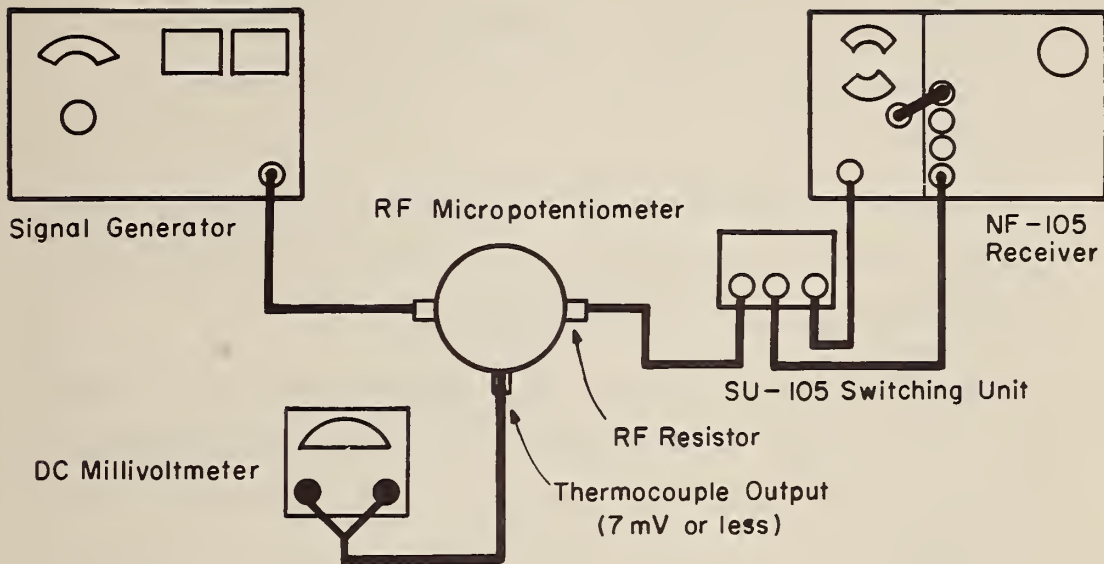 Signal Generator
RF Micropotentiometer
NF-105
Receiver
SU-105 Switching Unit
RF Resistor
DC Millivoltmeter
Thermocouple Output
(7 mV or less)